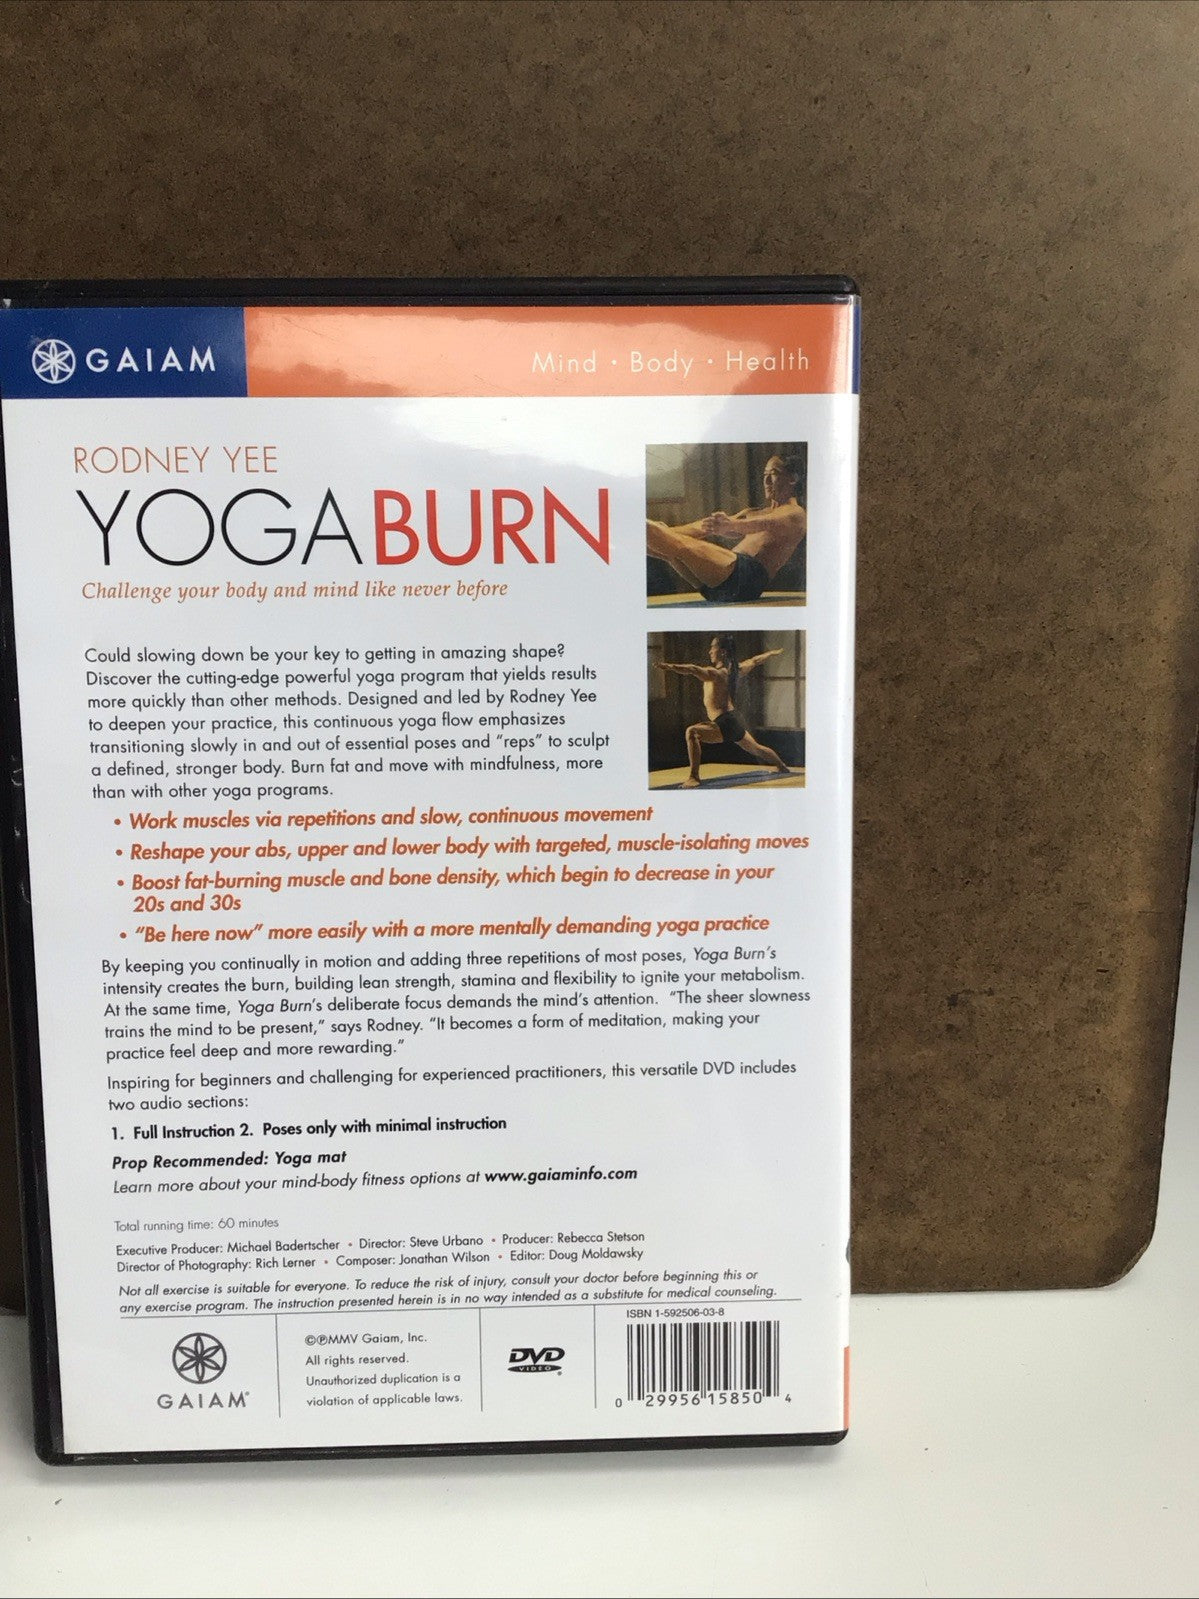 GAIAM
Mind • Body • Health
RODNEY YEE
YOGABURN
Challenge your body and mind like never before
Could slowing down be your key to getting in amazing shape?
Discover the cutting-edge powerful yoga program that yields results
more quickly than other methods. Designed and led by Rodney Yee
to deepen your practice, this continuous yoga flow emphasizes
transitioning slowly in and out of essential poses and “reps” to sculpt
a defined, stronger body. Burn fat and move with mindfulness, more
than with other yoga programs.
• Work muscles via repetitions and slow, continuous movement
• Reshape your abs, upper and lower body with targeted, muscle-isolating moves
• Boost fat-burning muscle and bone density, which begin to decrease in your
20s and 30s
• “Be here now” more easily with a more mentally demanding yoga practice
By keeping you continually in motion and adding three repetitions of most poses, Yoga Burn’s
intensity creates the burn, building lean strength, stamina and flexibility to ignite your metabolism.
At the same time, Yoga Burn’s deliberate focus demands the mind’s attention. “The sheer slowness
trains the mind to be present,” says Rodney. “It becomes a form of meditation, making your
practice feel deep and more rewarding.”
Inspiring for beginners and challenging for experienced practitioners, this versatile DVD includes
two audio sections:
1. Full Instruction 2. Poses only with minimal instruction
Prop Recommended: Yoga mat
Learn more about your mind-body fitness options at www.gaiaminfo.com
Total running time: 60 minutes
Executive Producer: Michael Badertscher • Director: Steve Urbano • Producer: Rebecca Stetson
Director of Photography: Rich Lerner • Composer: Jonathan Wilson • Editor: Doug Moldawsky
Not all exercise is suitable for everyone. To reduce the risk of injury, consult your doctor before beginning this or
any exercise program. The instruction presented herein is in no way intended as a substitute for medical counseling.
GAIAM®
©℗MMV Gaiam, Inc.
All rights reserved.
Unauthorized duplication is a
violation of applicable laws.
DVD
VIDEO
ISBN 1-592506-03-8
0 29956 15850 4